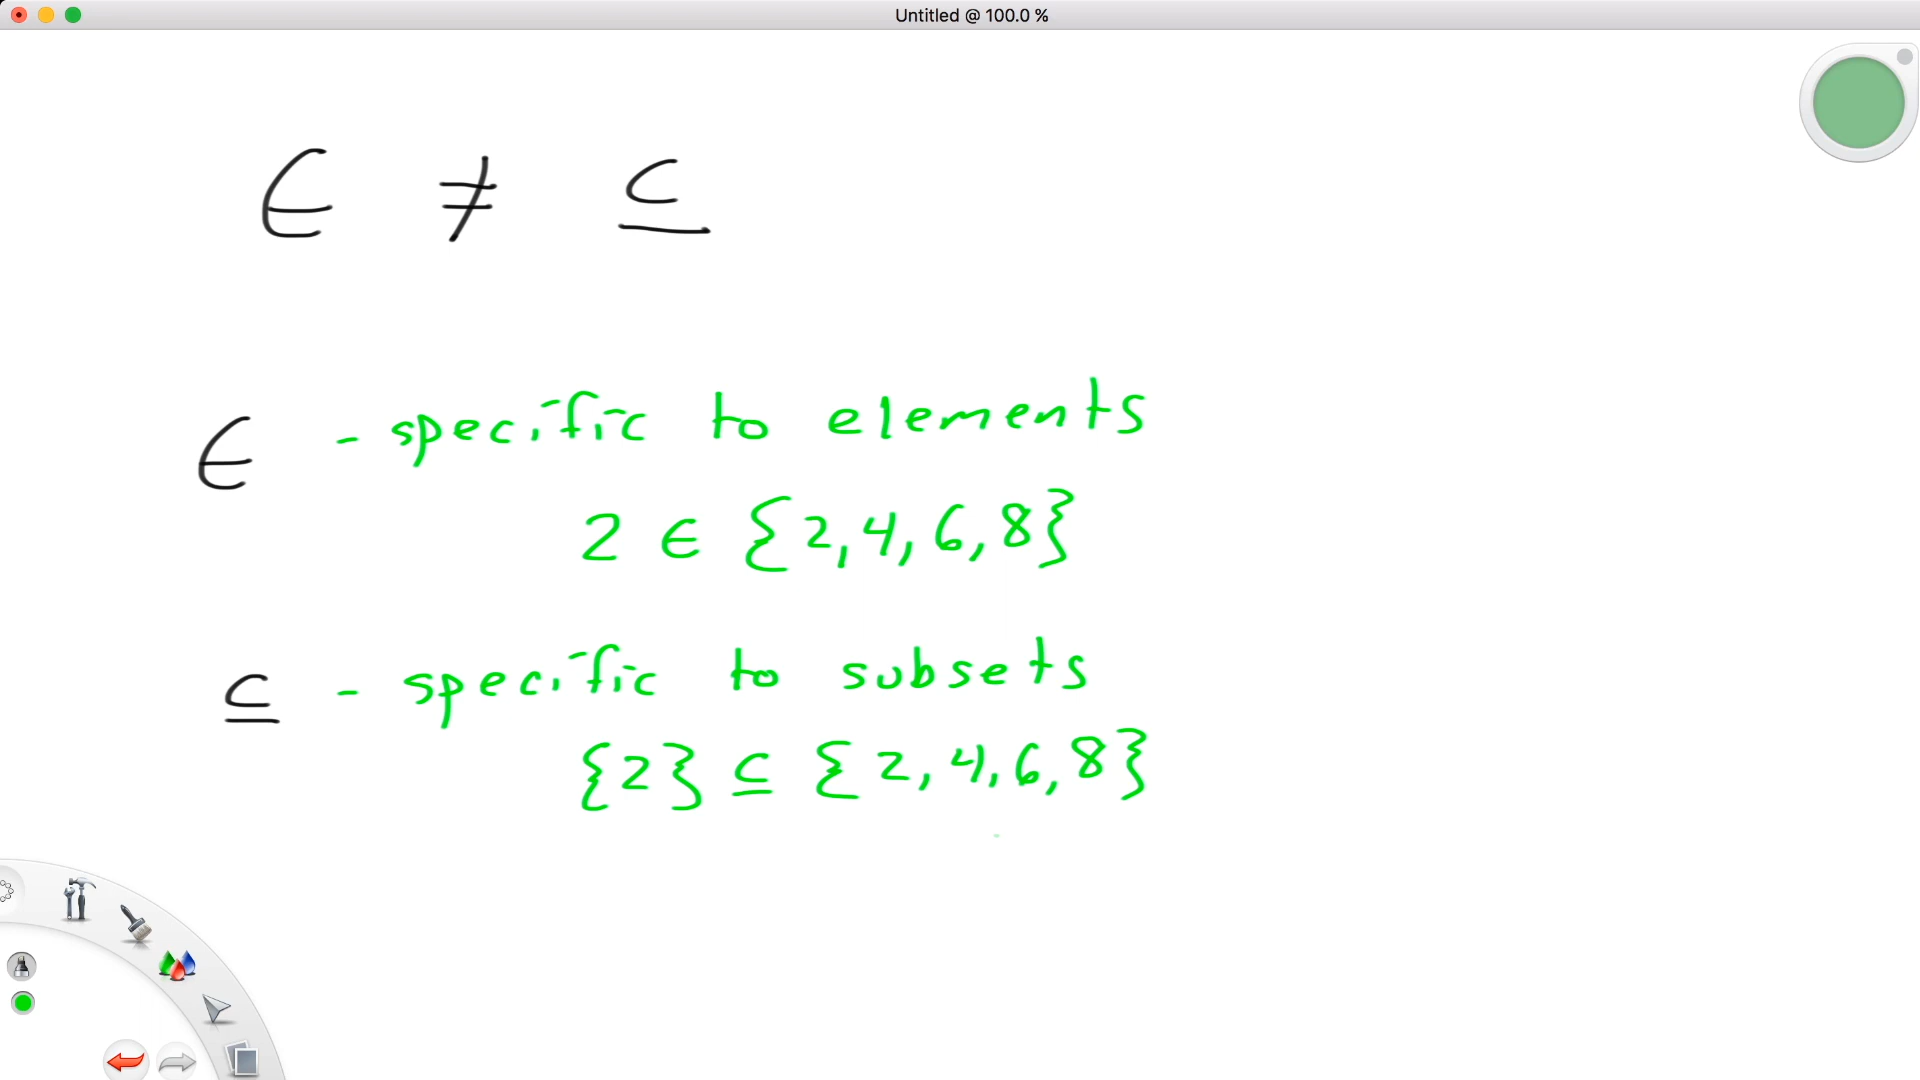 Untitled @ 100.0 %
∈ ≠ ⊆
∈ - specific to elements
2 ∈ {2,4,6,8}
⊆ - specific to subsets
{2} ⊆ {2,4,6,8}